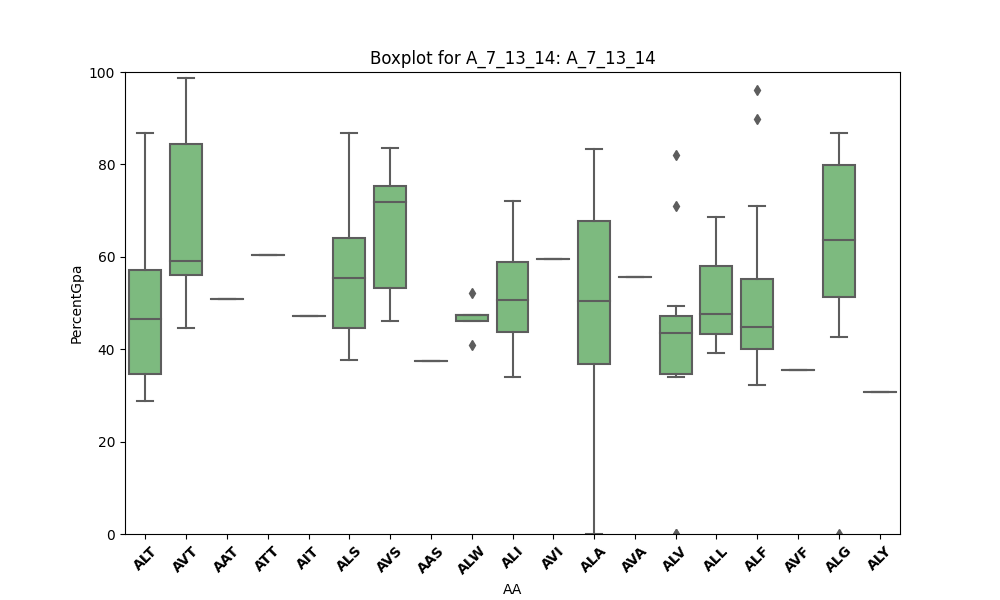 Boxplot for A_7_13_14: A_7_13_14
PercentGpa
100
80
60
40
20
0
ALT AVT AAT ATT AIT ALS AVS AAS ALW ALI AVI ALA AVA ALV ALL ALF AVF ALG ALY
AA